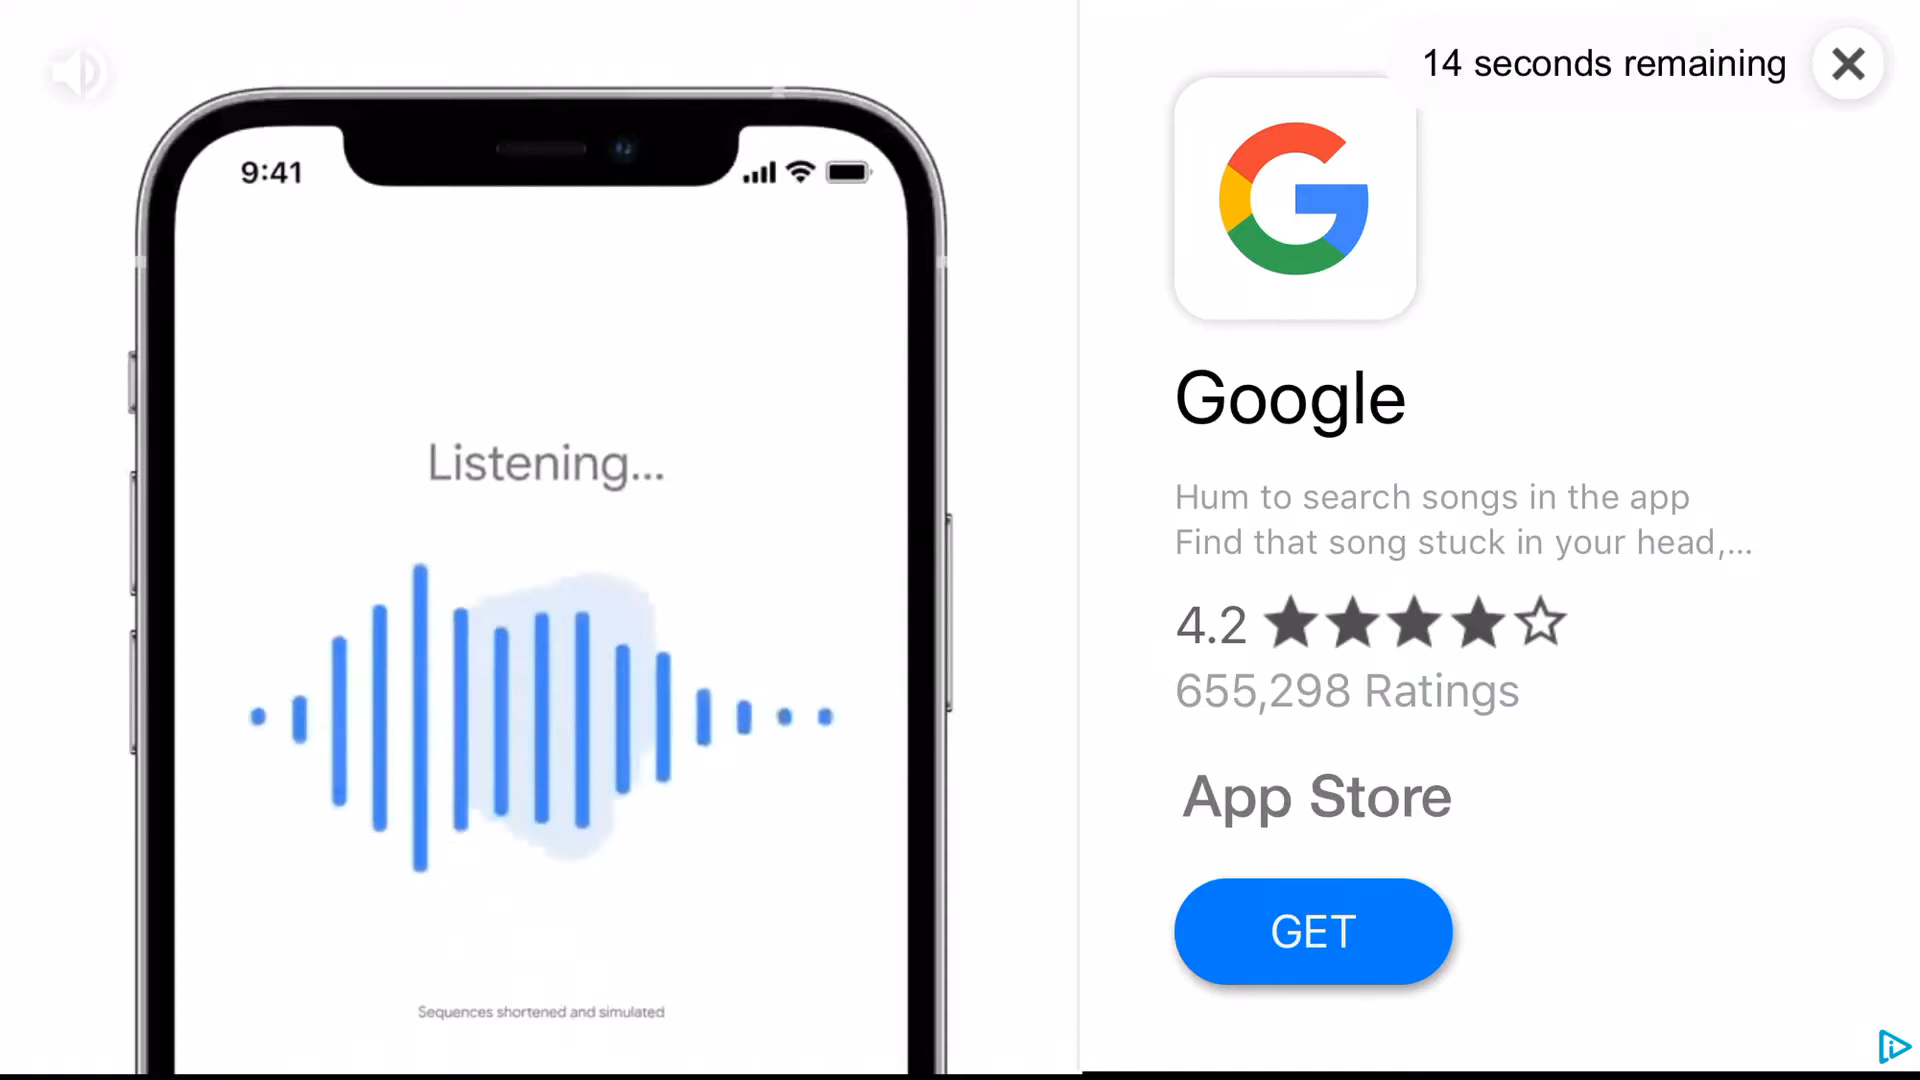 14 seconds remaining
9:41
Listening...
Sequences shortened and simulated
Google
Hum to search songs in the app
Find that song stuck in your head,...
4.2
655,298 Ratings
App Store
GET